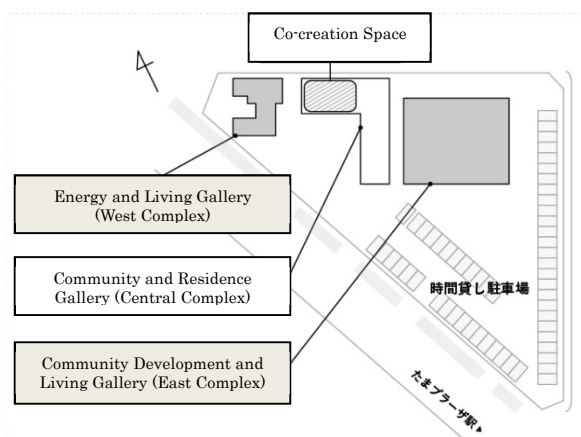 Co-creation Space
Energy and Living Gallery
(West Complex)
Community and Residence
Gallery (Central Complex)
時間貸し駐車場
Community Development and
Living Gallery (East Complex)
たまプラーザ駅▶